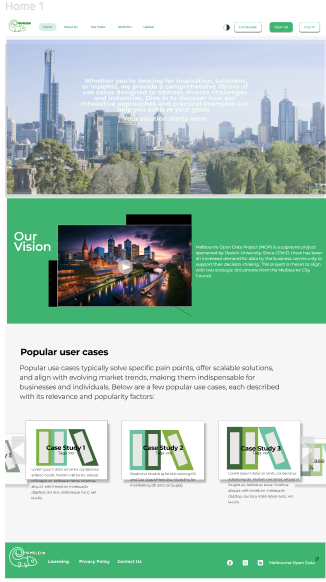 Home 1
CHAMELEON
Home
About Us
Use Cases
Statistics
Upload
Language
Sign Up
Log in
Whether you're looking for inspiration, solutions,
or insights, we provide a comprehensive library of
use cases designed to address diverse challenges
and industries. Dive in to discover how our
innovative approaches and practical examples can
help you achieve your goals.
Your solution starts here!
Our
Vision
Melbourne Open Data Project (MOP) is a capstone project
sponsored by Deakin University. Since COVID, there has been
an increased demand for data by the business community to
support their decision-making. This project is meant to align
with two strategic documents from the Melbourne City
Council.
Popular user cases
Popular use cases typically solve specific pain points, offer scalable solutions,
and align with evolving market trends, making them indispensable for
businesses and individuals. Below are a few popular use cases, each described
with its relevance and popularity factors:
Case Study 1
Case Study 2
Case Study 3
CHAMELEON
Licensing
Privacy Policy
Contact Us
Melbourne Open Data